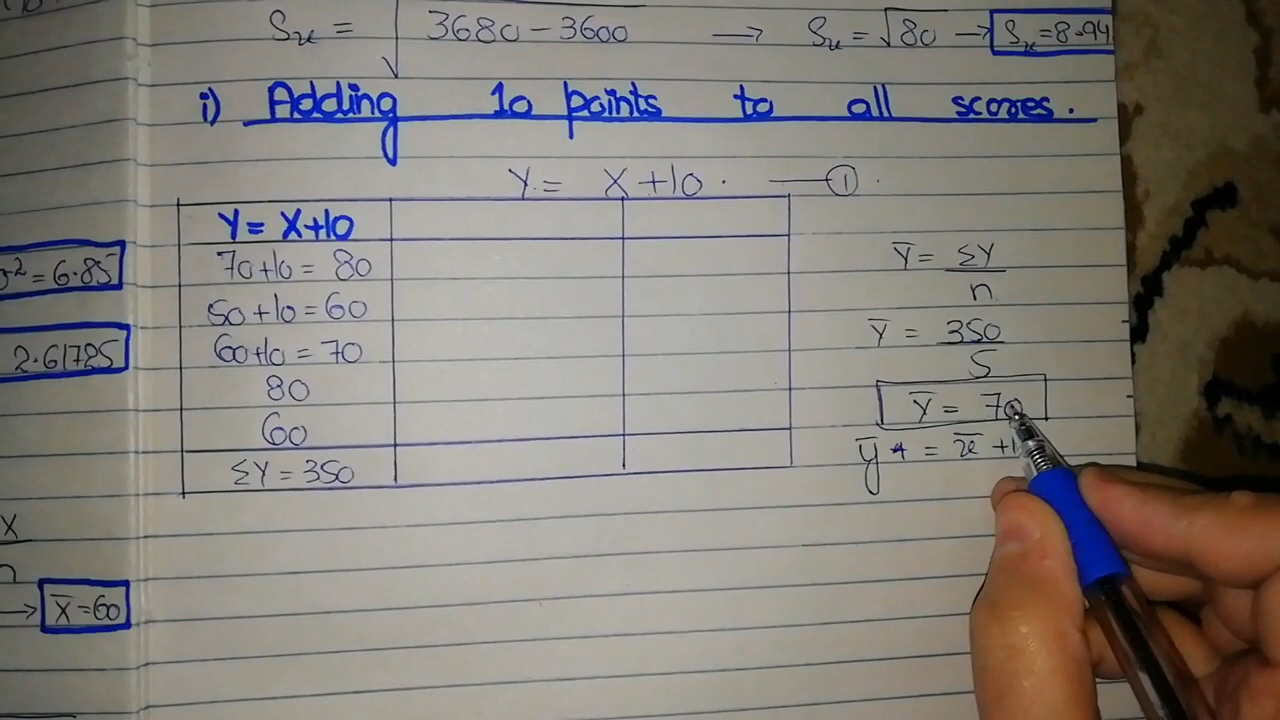 Sx = √3680-3600 → Sx = √80 → Sx=8.94
i) Adding 10 points to all scores.
Y = X+10. —①.
Y = X+10
70+10 = 80
50+10 = 60
60+10 = 70
80
60
ΣY = 350
Ȳ = ΣY
n
Ȳ = 350
5
Ȳ = 70
ȳ = x̄ +1
σ²=6.85
2.61725
X
n
→ X̄=60